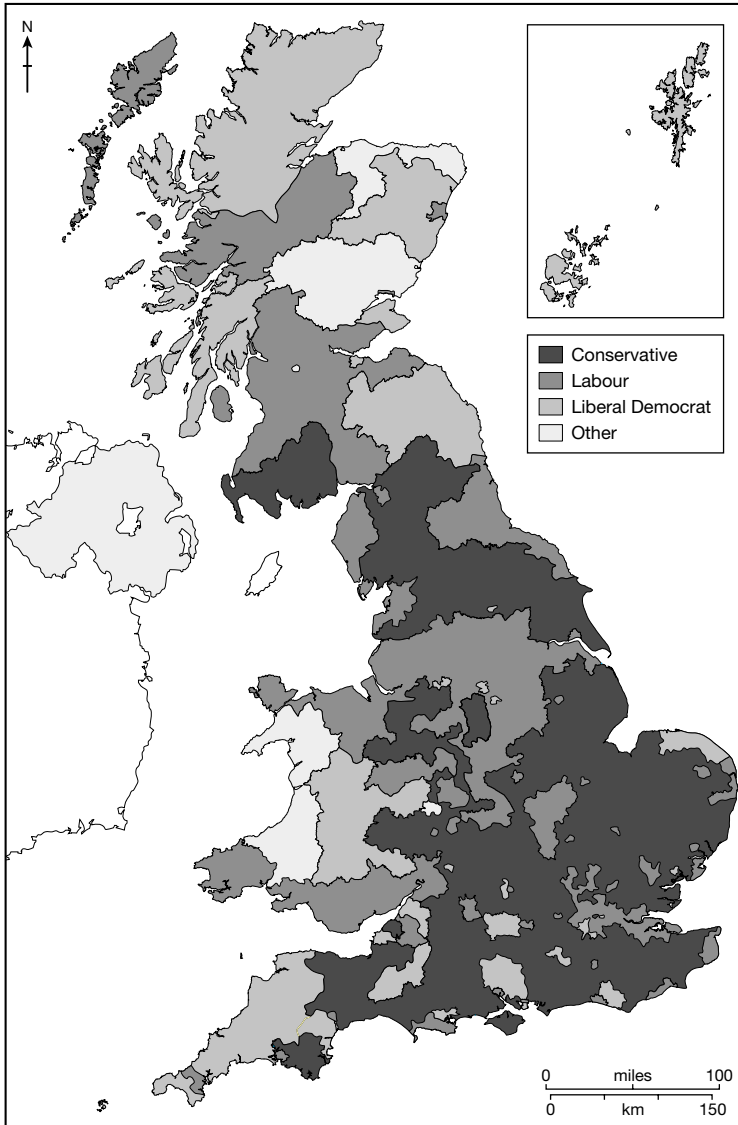 N
Conservative
Labour
Liberal Democrat
Other
0 miles 100
0 km 150